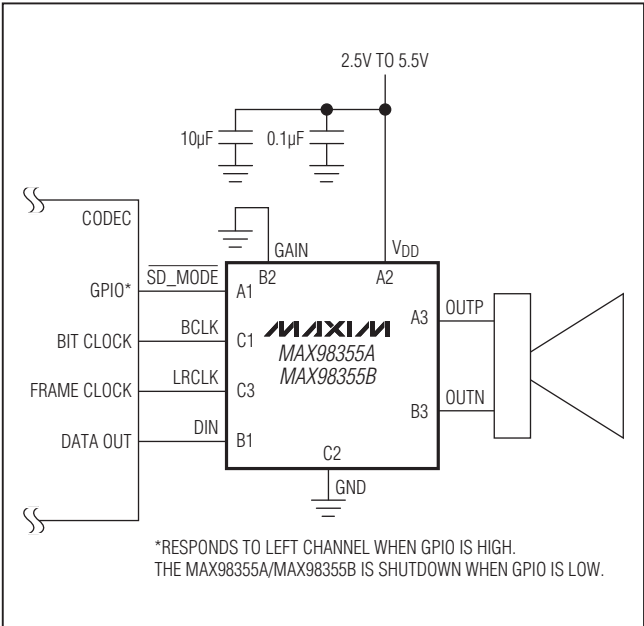 2.5V TO 5.5V
10µF
0.1µF
CODEC
GAIN
VDD
SD_MODE
B2
A2
GPIO*
A1
MAXIM
A3
OUTP
BIT CLOCK
BCLK
C1
MAX98355A
MAX98355B
FRAME CLOCK
LRCLK
C3
B3
OUTN
DATA OUT
DIN
B1
C2
GND
*RESPONDS TO LEFT CHANNEL WHEN GPIO IS HIGH.
THE MAX98355A/MAX98355B IS SHUTDOWN WHEN GPIO IS LOW.